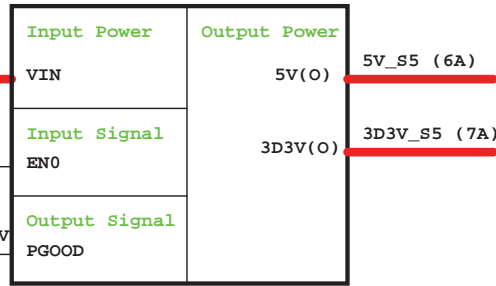 Input Power
VIN
Input Signal
EN0
Output Signal
PGOOD
V
Output Power
5V(O)
3D3V(O)
5V_S5 (6A)
3D3V_S5 (7A)